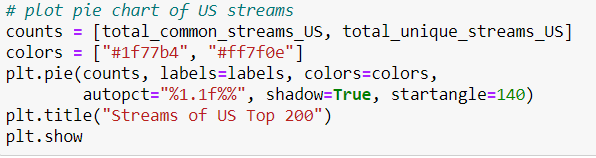 # plot pie chart of US streams
counts = [total_common_streams_US, total_unique_streams_US]
colors = ["#1f77b4", "#ff7f0e"]
plt.pie(counts, labels=labels, colors=colors,
        autopct="%1.1f%%", shadow=True, startangle=140)
plt.title("Streams of US Top 200")
plt.show